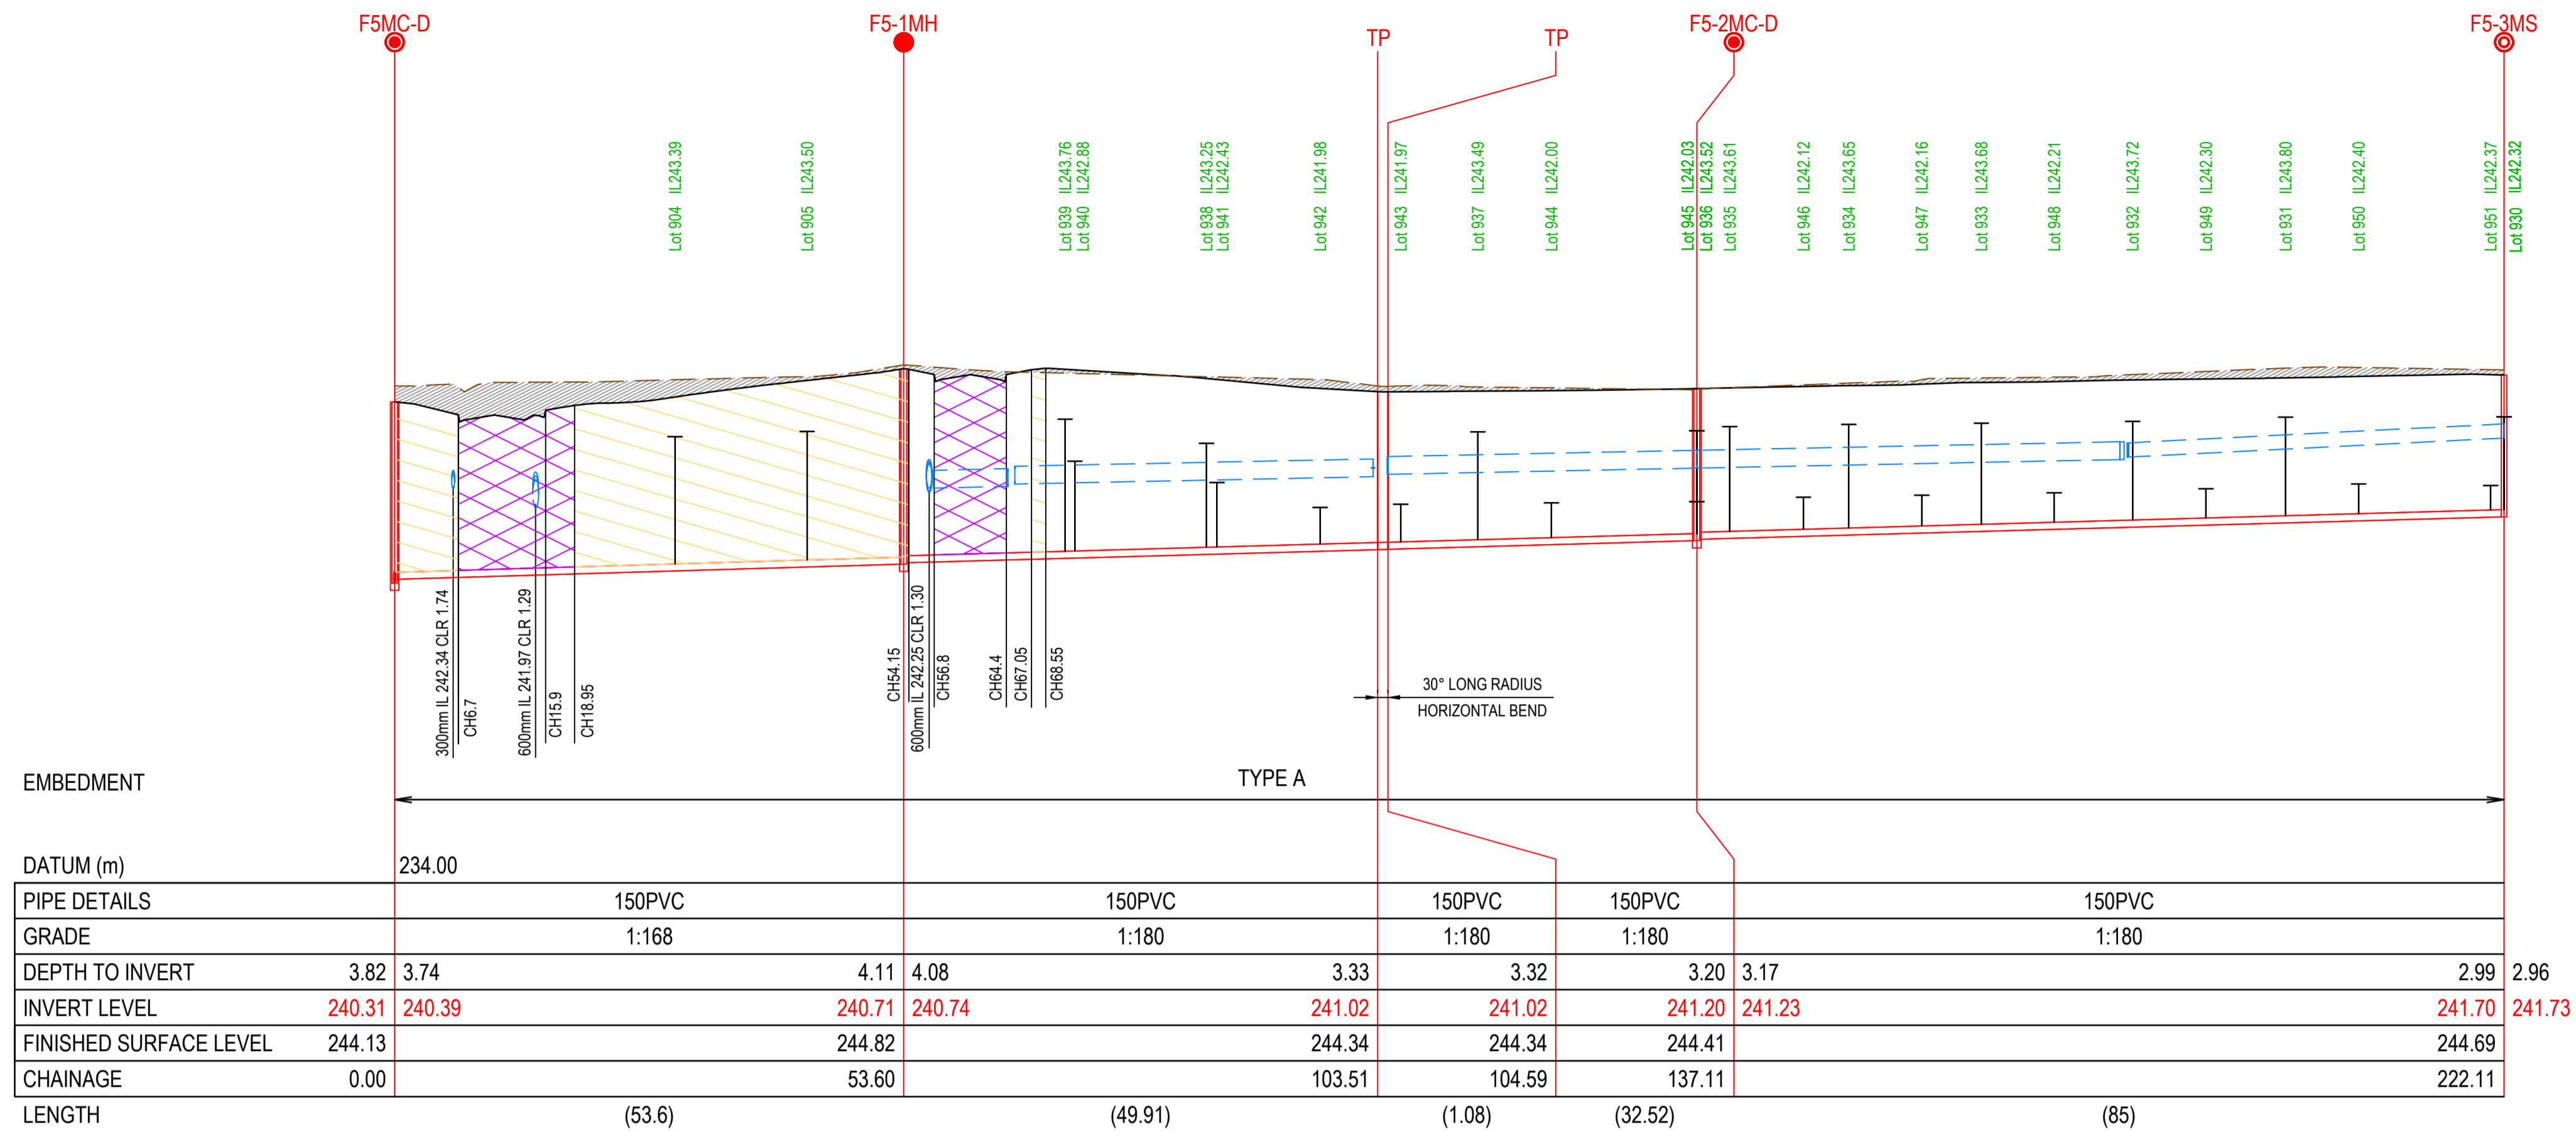 F5MC-D F5-1MH TP TP F5-2MC-D F5-3MS
Lot 904 IL243.39
Lot 905 IL243.50
Lot 939 IL243.76
Lot 940 IL242.88
Lot 938 IL243.25
Lot 941 IL242.43
Lot 942 IL241.98
Lot 943 IL241.97
Lot 937 IL243.49
Lot 944 IL242.00
Lot 945 IL242.03
Lot 936 IL243.52
Lot 935 IL243.61
Lot 946 IL242.12
Lot 934 IL243.65
Lot 947 IL242.16
Lot 933 IL243.68
Lot 948 IL242.21
Lot 932 IL243.72
Lot 949 IL242.30
Lot 931 IL243.80
Lot 950 IL242.40
Lot 951 IL242.37
Lot 930 IL242.32
300mm IL 242.34 CLR 1.74
CH6.7
600mm IL 241.97 CLR 1.29
CH15.9
CH18.95
CH54.15
600mm IL 242.25 CLR 1.30
CH56.8
CH64.4
CH67.05
CH68.55
30° LONG RADIUS
HORIZONTAL BEND
EMBEDMENT TYPE A
DATUM (m) 234.00
PIPE DETAILS 150PVC 150PVC 150PVC 150PVC 150PVC
GRADE 1:168 1:180 1:180 1:180 1:180
DEPTH TO INVERT 3.82 3.74 4.11 4.08 3.33 3.32 3.20 3.17 2.99 2.96
INVERT LEVEL 240.31 240.39 240.71 240.74 241.02 241.02 241.20 241.23 241.70 241.73
FINISHED SURFACE LEVEL 244.13 244.82 244.34 244.34 244.41 244.69
CHAINAGE 0.00 53.60 103.51 104.59 137.11 222.11
LENGTH (53.6) (49.91) (1.08) (32.52) (85)